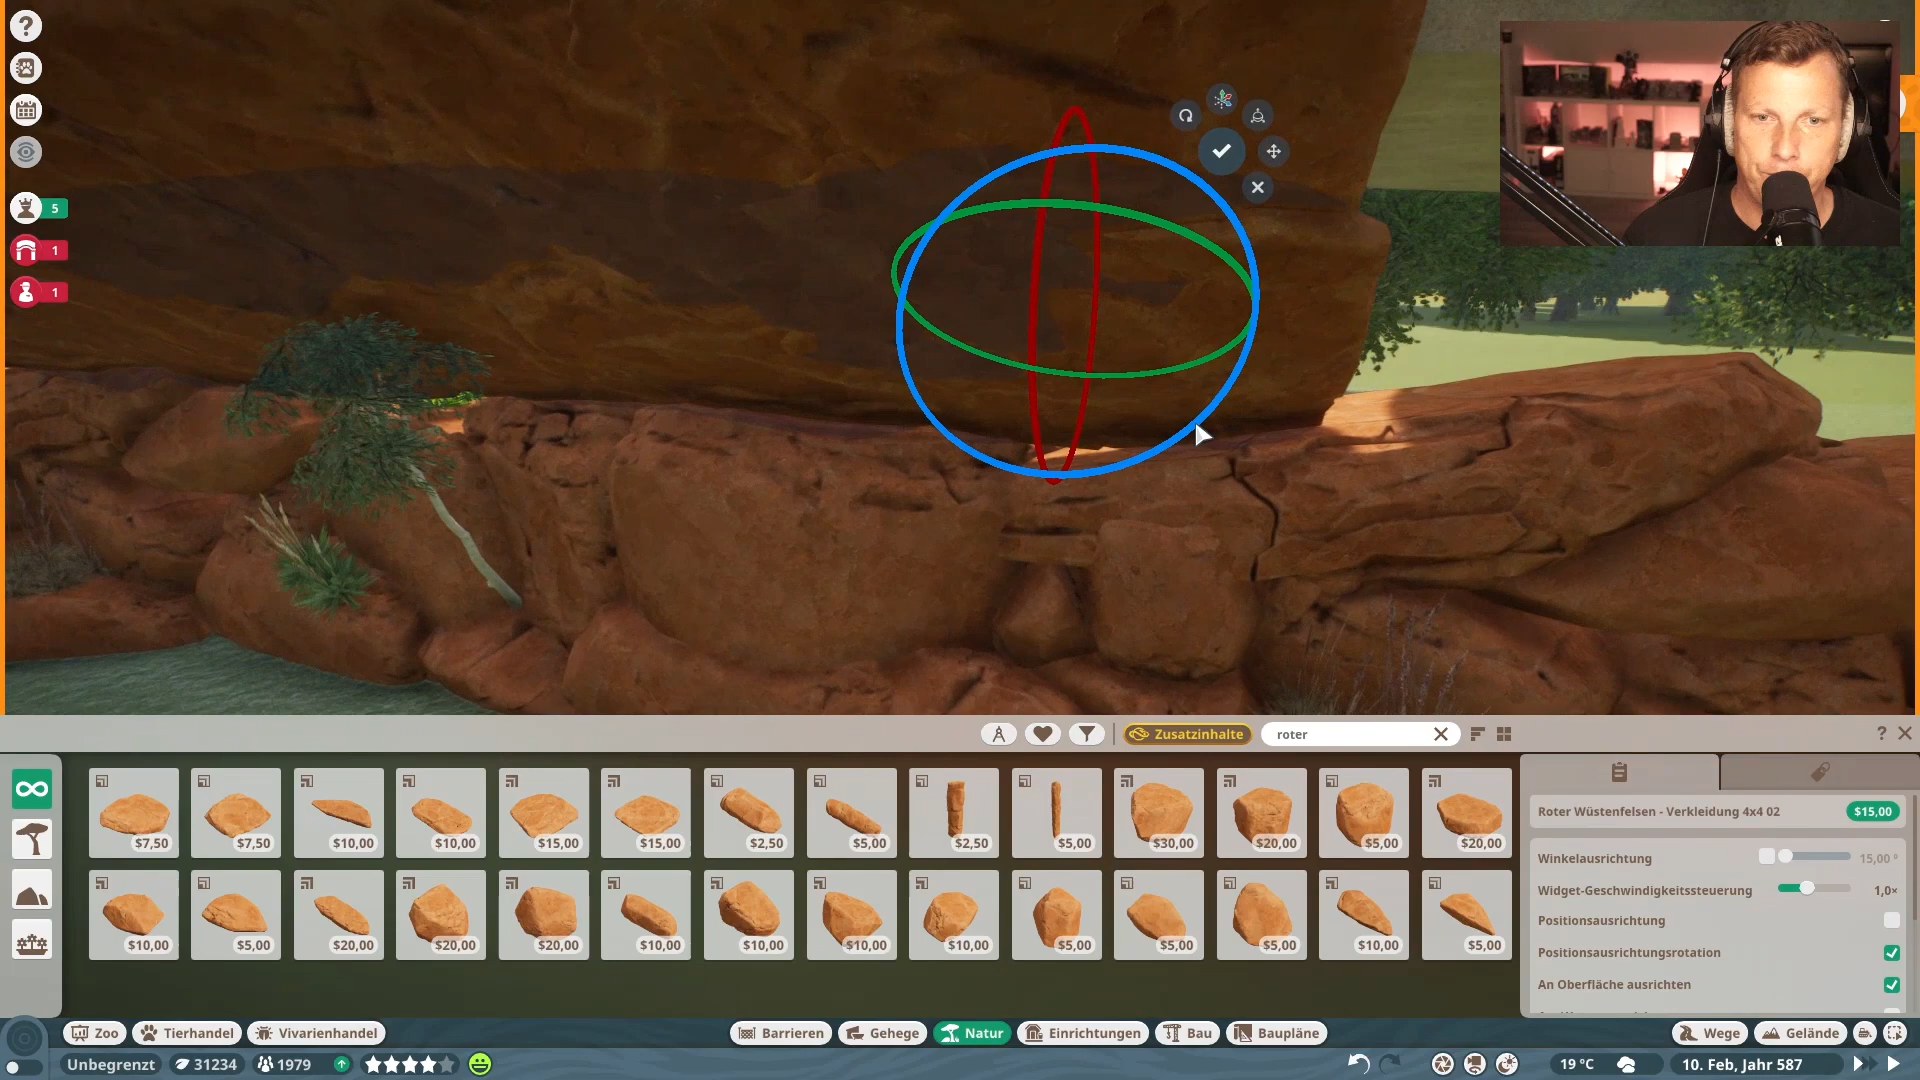 ?
5
1
1
Zusatzinhalte
roter
?
$7,50
$7,50
$10,00
$10,00
$15,00
$15,00
$2,50
$5,00
$2,50
$5,00
$30,00
$20,00
$5,00
$20,00
$10,00
$5,00
$20,00
$20,00
$20,00
$10,00
$10,00
$10,00
$10,00
$5,00
$5,00
$5,00
$10,00
$5,00
Roter Wüstenfelsen - Verkleidung 4x4 02
$15,00
Winkelausrichtung
15,00 °
Widget-Geschwindigkeitssteuerung
1,0×
Positionsausrichtung
Positionsausrichtungsrotation
An Oberfläche ausrichten
Zoo
Tierhandel
Vivarienhandel
Barrieren
Gehege
Natur
Einrichtungen
Bau
Baupläne
Wege
Gelände
Unbegrenzt
31234
1979
19 °C
10. Feb, Jahr 587